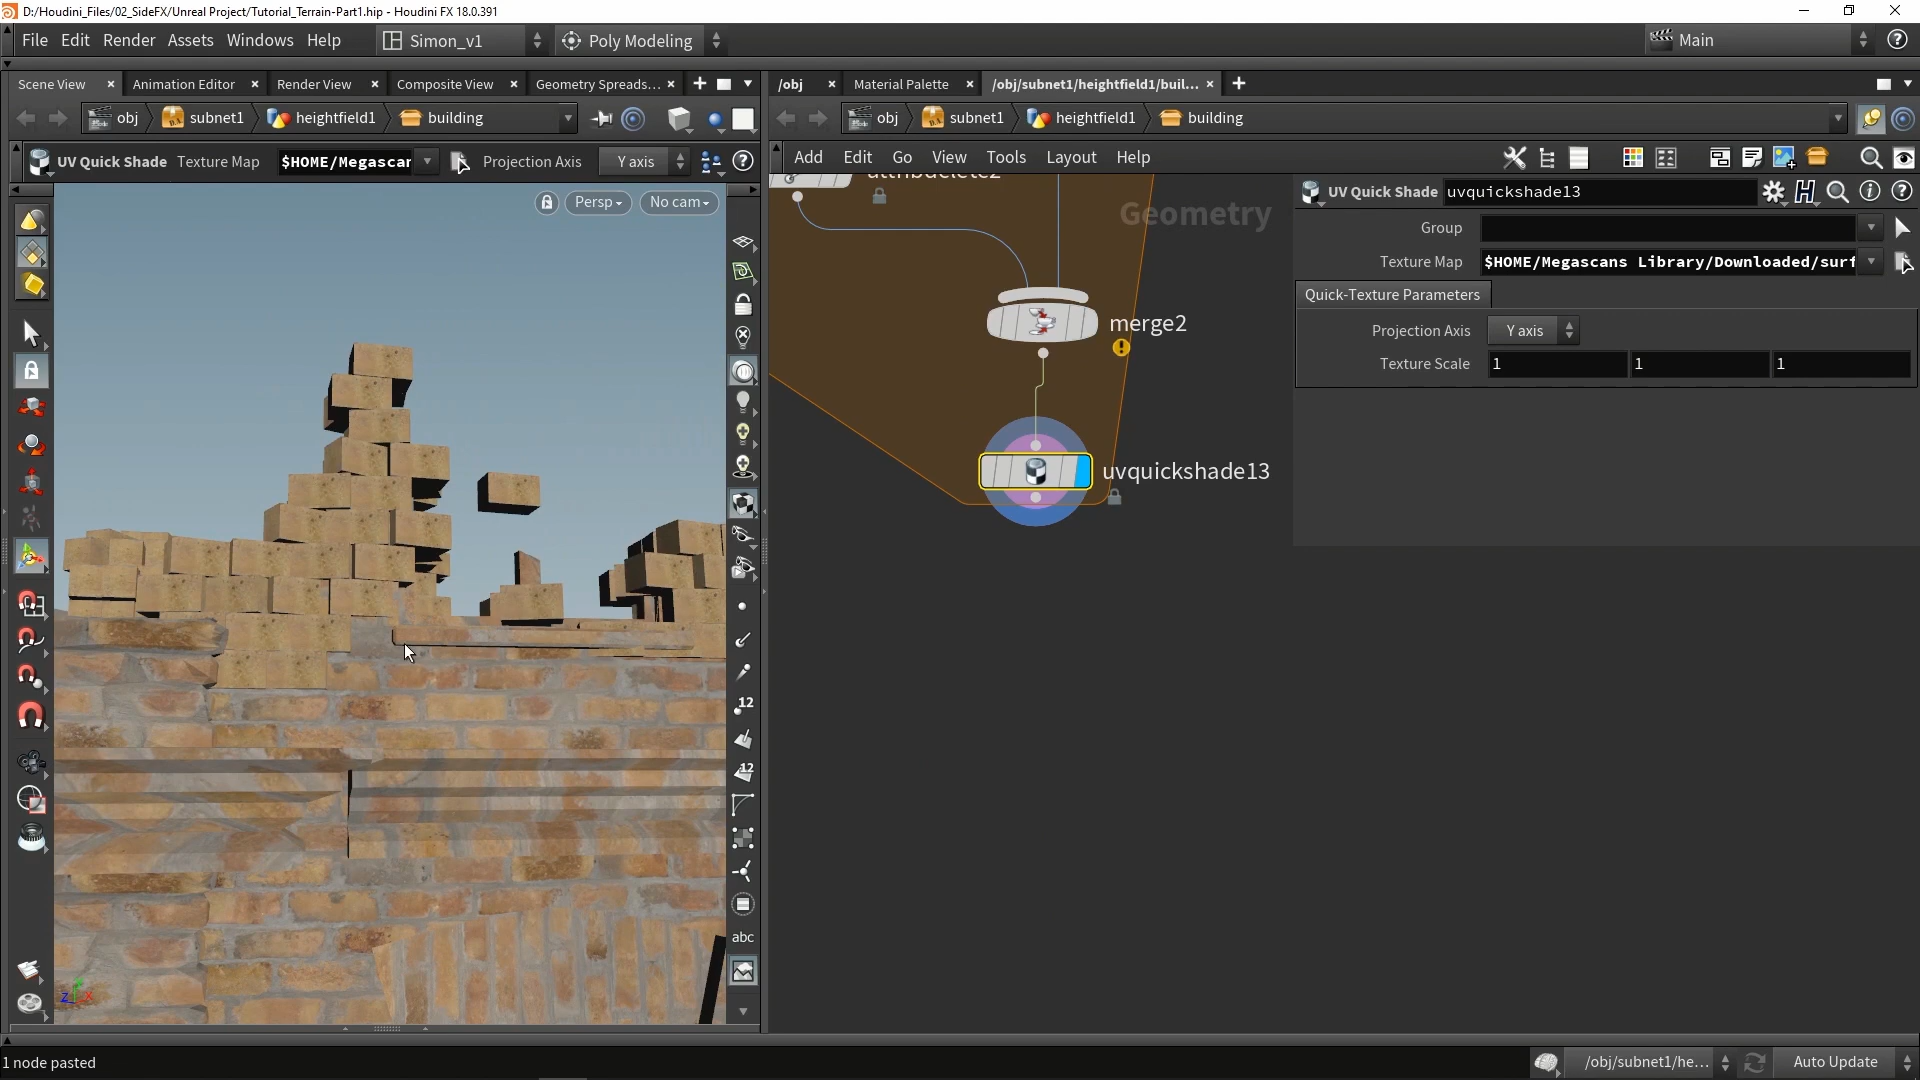 D:/Houdini_Files/02_SideFX/Unreal Project/Tutorial_Terrain-Part1.hip - Houdini FX 18.0.391
File Edit Render Assets Windows Help Simon_v1 Poly Modeling Main
Scene View Animation Editor Render View Composite View Geometry Spreads... /obj Material Palette /obj/subnet1/heightfield1/buil...
obj subnet1 heightfield1 building obj subnet1 heightfield1 building
UV Quick Shade Texture Map $HOME/Megascan Projection Axis Y axis
Add Edit Go View Tools Layout Help
UV Quick Shade uvquickshade13
Persp No cam
Geometry
Group
Texture Map $HOME/Megascans Library/Downloaded/surf
Quick-Texture Parameters
Projection Axis Y axis
Texture Scale 1 1 1
merge2
uvquickshade13
12
12
abc
z x
1 node pasted
/obj/subnet1/he... Auto Update